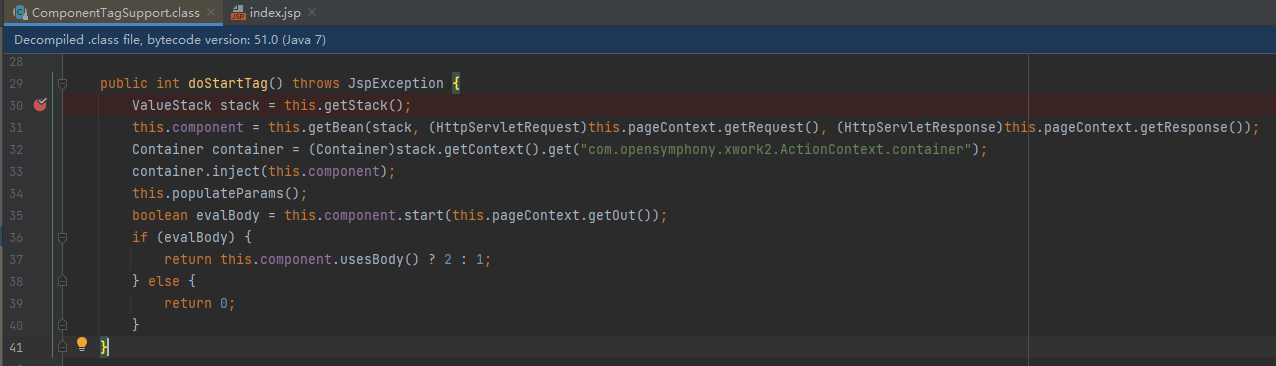 ComponentTagSupport.class index.jsp
Decompiled .class file, bytecode version: 51.0 (Java 7)
28
29 public int doStartTag() throws JspException {
30 ValueStack stack = this.getStack();
31 this.component = this.getBean(stack, (HttpServletRequest)this.pageContext.getRequest(), (HttpServletResponse)this.pageContext.getResponse());
32 Container container = (Container)stack.getContext().get("com.opensymphony.xwork2.ActionContext.container");
33 container.inject(this.component);
34 this.populateParams();
35 boolean evalBody = this.component.start(this.pageContext.getOut());
36 if (evalBody) {
37 return this.component.usesBody() ? 2 : 1;
38 } else {
39 return 0;
40 }
41 }